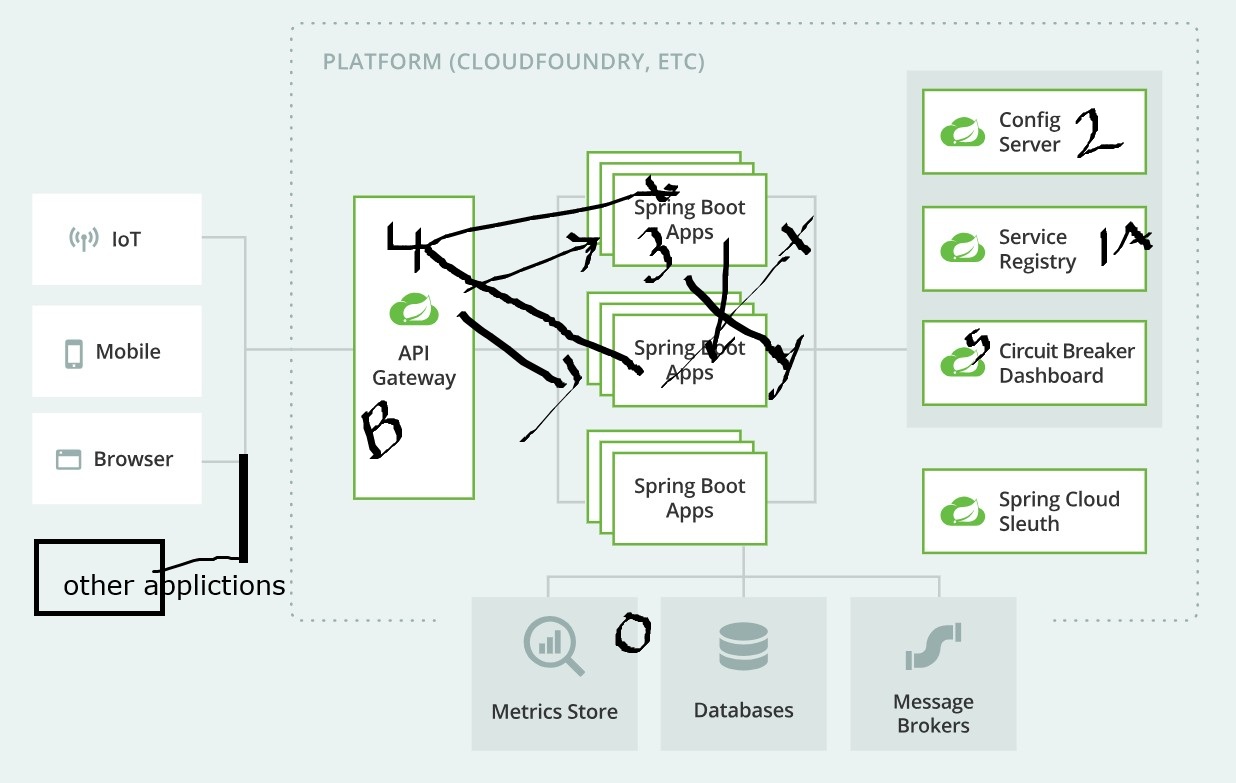 PLATFORM (CLOUDFOUNDRY, ETC)
IoT
Mobile
Browser
other applictions
4
API
Gateway
B
Spring Boot
Apps
3
Spring Boot
Apps
Spring Boot
Apps
Config
Server
2
Service
Registry
1
5
Circuit Breaker
Dashboard
Spring Cloud
Sleuth
0
Metrics Store
Databases
Message
Brokers